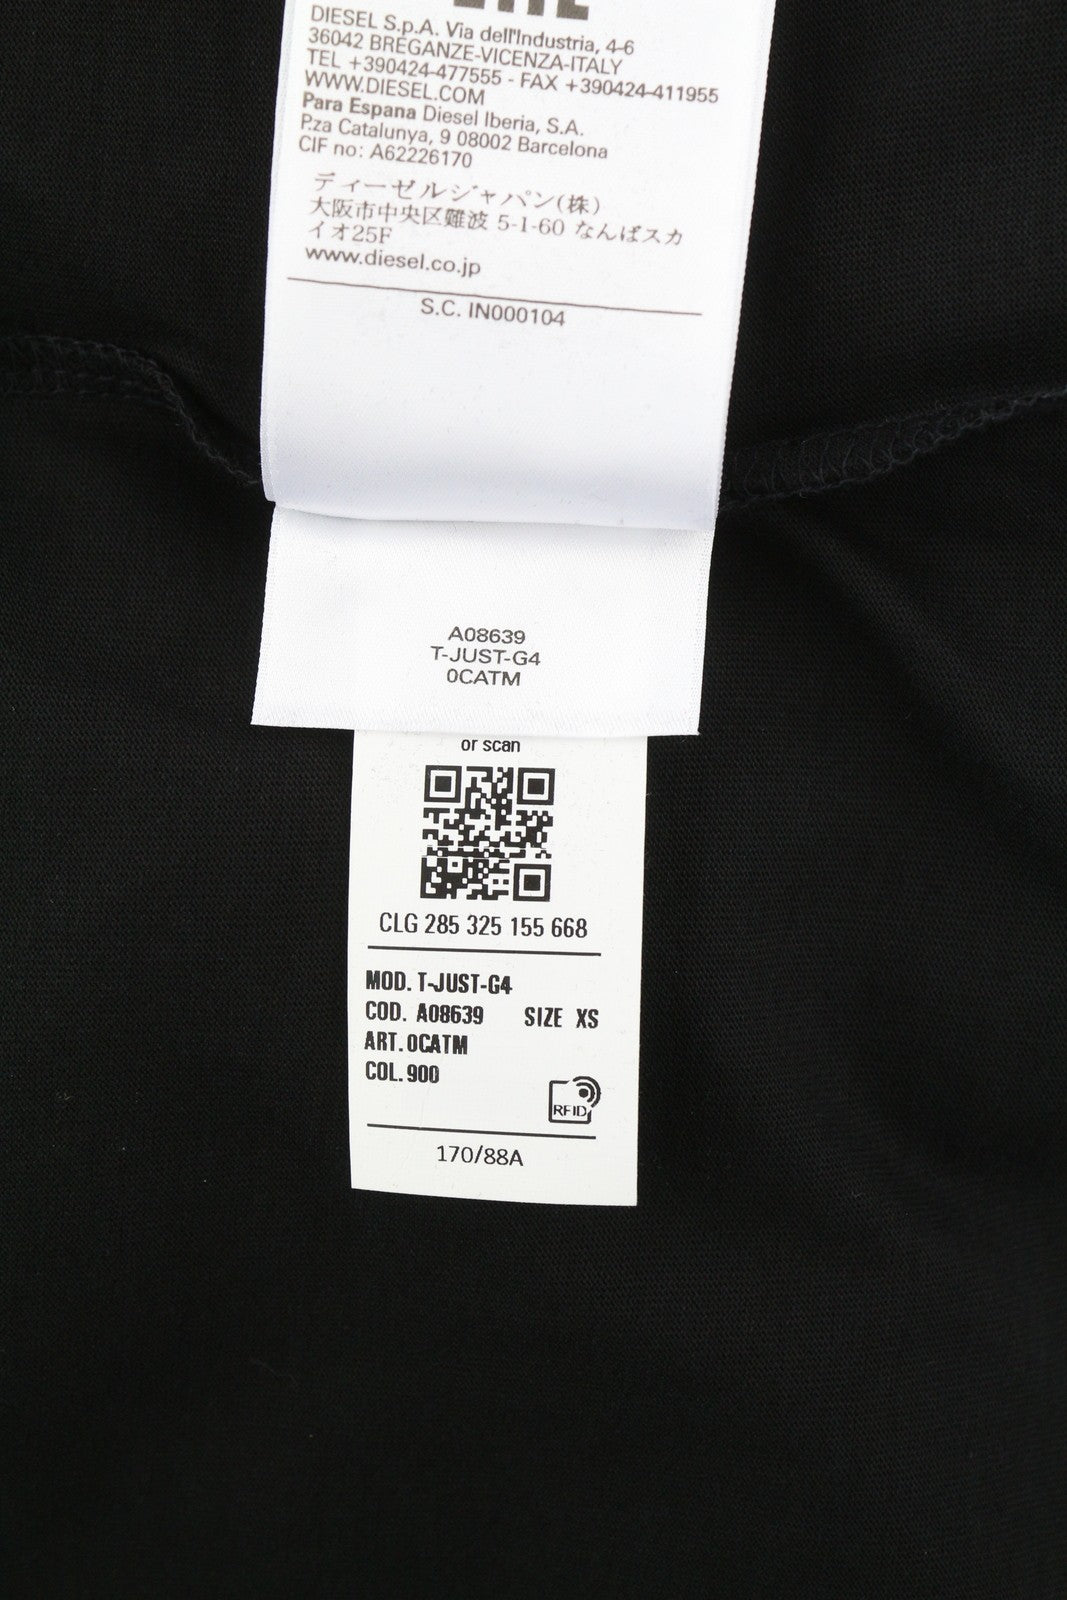 DIESEL S.p.A. Via dell'Industria, 4-6
36042 BREGANZE-VICENZA-ITALY
TEL +390424-477555 - FAX +390424-411955
WWW.DIESEL.COM
Para Espana Diesel Iberia, S.A.
P.za Catalunya, 9 08002 Barcelona
CIF no: A62226170
ディーゼルジャパン(株)
大阪市中央区難波 5-1-60 なんばスカ
イオ25F
www.diesel.co.jp
S.C. IN000104
A08639
T-JUST-G4
0CATM
or scan
CLG 285 325 155 668
MOD. T-JUST-G4
COD. A08639 SIZE XS
ART. 0CATM
COL. 900
RFID
170/88A